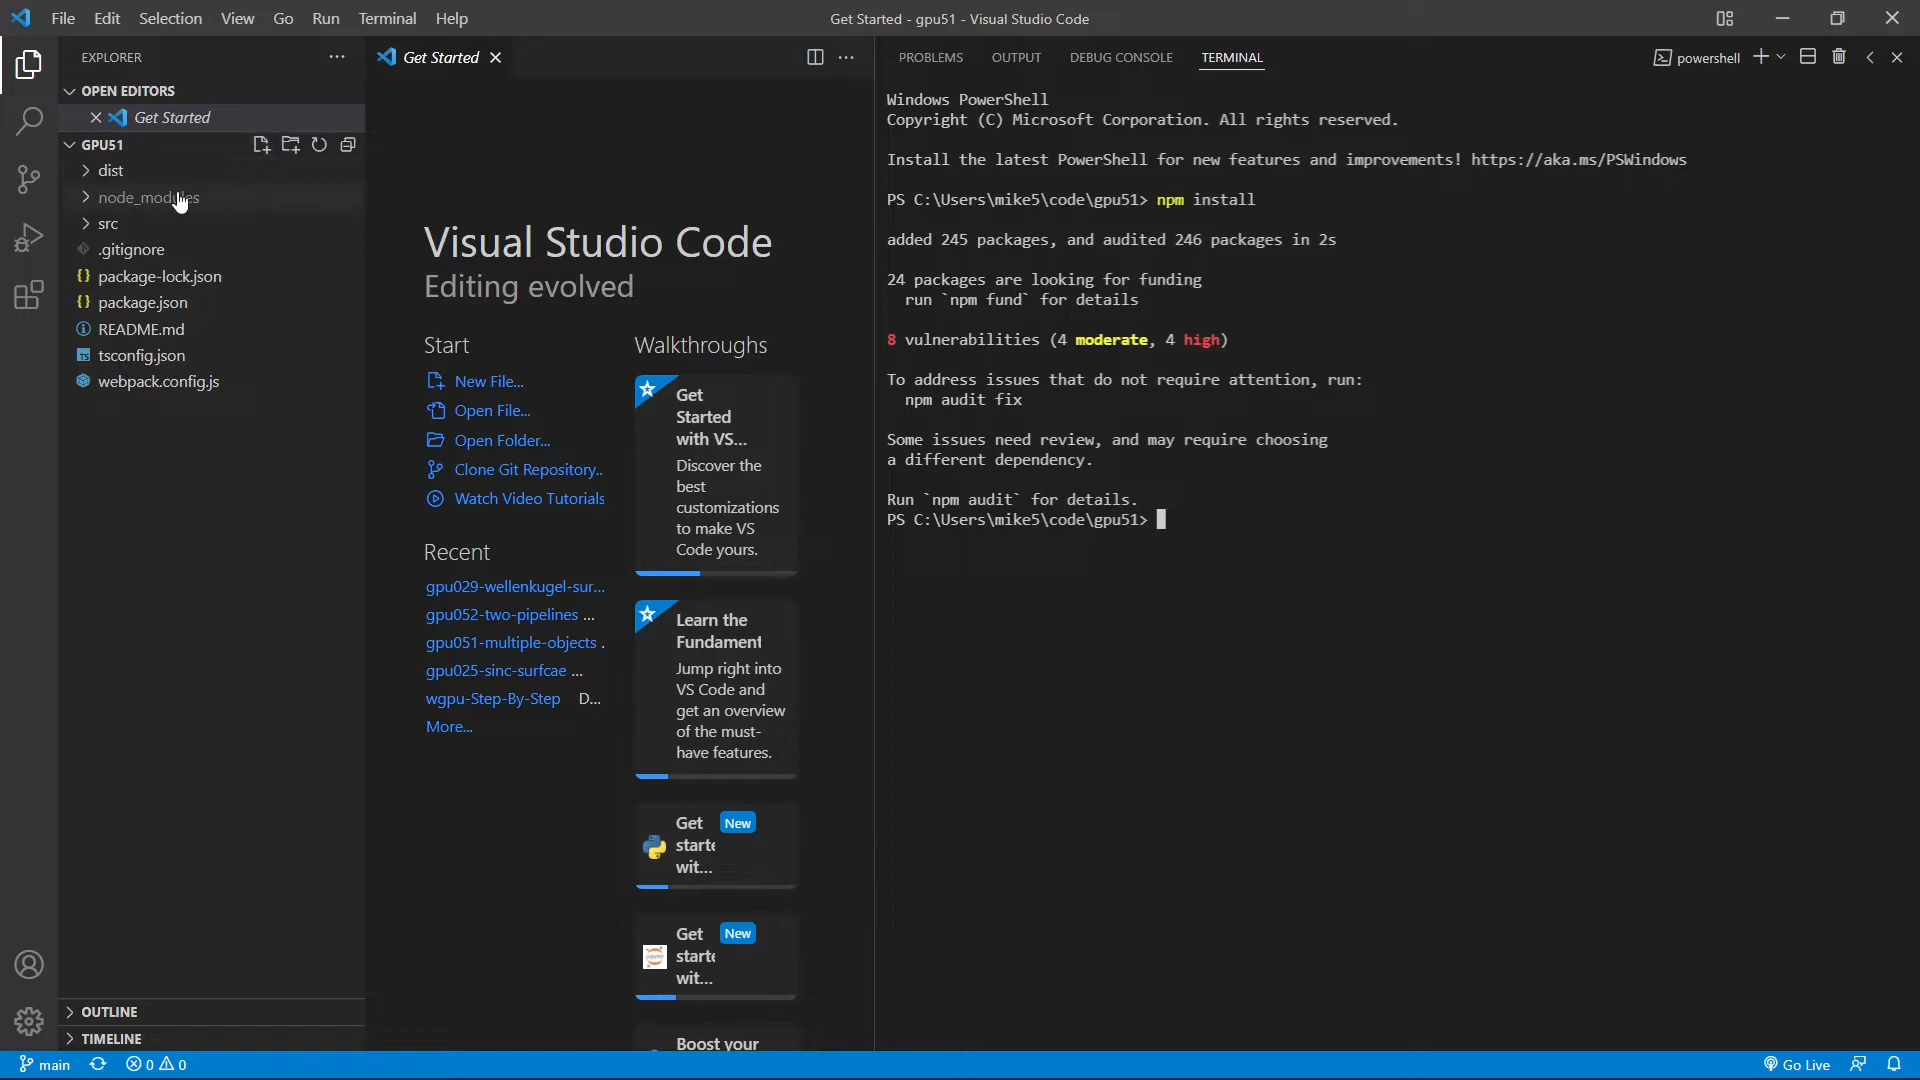 File Edit Selection View Go Run Terminal Help
Get Started - gpu51 - Visual Studio Code
EXPLORER
OPEN EDITORS
Get Started
GPU51
dist
node_modules
src
.gitignore
package-lock.json
package.json
README.md
tsconfig.json
webpack.config.js
OUTLINE
TIMELINE
Get Started
Visual Studio Code
Editing evolved
Start
New File...
Open File...
Open Folder...
Clone Git Repository...
Watch Video Tutorials
Recent
gpu029-wellenkugel-sur...
gpu052-two-pipelines ...
gpu051-multiple-objects .
gpu025-sinc-surfcae ...
wgpu-Step-By-Step D...
More...
Walkthroughs
Get
Started
with VS...
Discover the
best
customizations
to make VS
Code yours.
Learn the
Fundament
Jump right into
VS Code and
get an overview
of the must-
have features.
Get New
starte
wit...
Get New
starte
wit...
Boost your
PROBLEMS OUTPUT DEBUG CONSOLE TERMINAL
powershell
Windows PowerShell
Copyright (C) Microsoft Corporation. All rights reserved.
Install the latest PowerShell for new features and improvements! https://aka.ms/PSWindows
PS C:\Users\mike5\code\gpu51> npm install
added 245 packages, and audited 246 packages in 2s
24 packages are looking for funding
run `npm fund` for details
8 vulnerabilities (4 moderate, 4 high)
To address issues that do not require attention, run:
npm audit fix
Some issues need review, and may require choosing
a different dependency.
Run `npm audit` for details.
PS C:\Users\mike5\code\gpu51>
main 0 0
Go Live